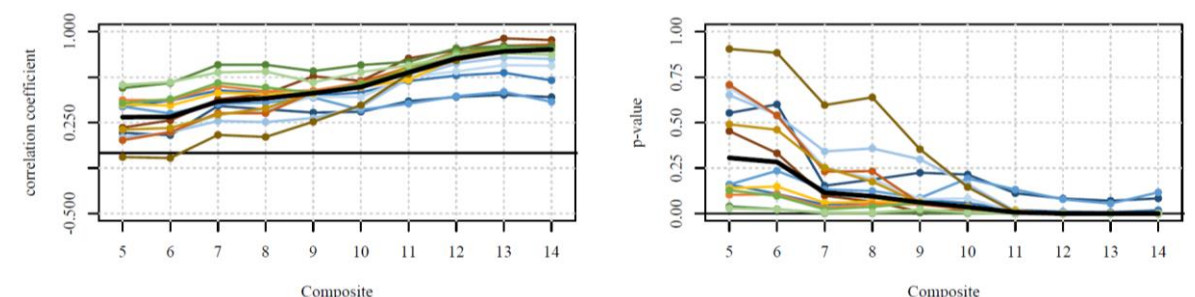 correlation coefficient
1.000
0.250
-0.500
5 6 7 8 9 10 11 12 13 14
Composite
p-value
1.00
0.75
0.50
0.25
0.00
5 6 7 8 9 10 11 12 13 14
Composite